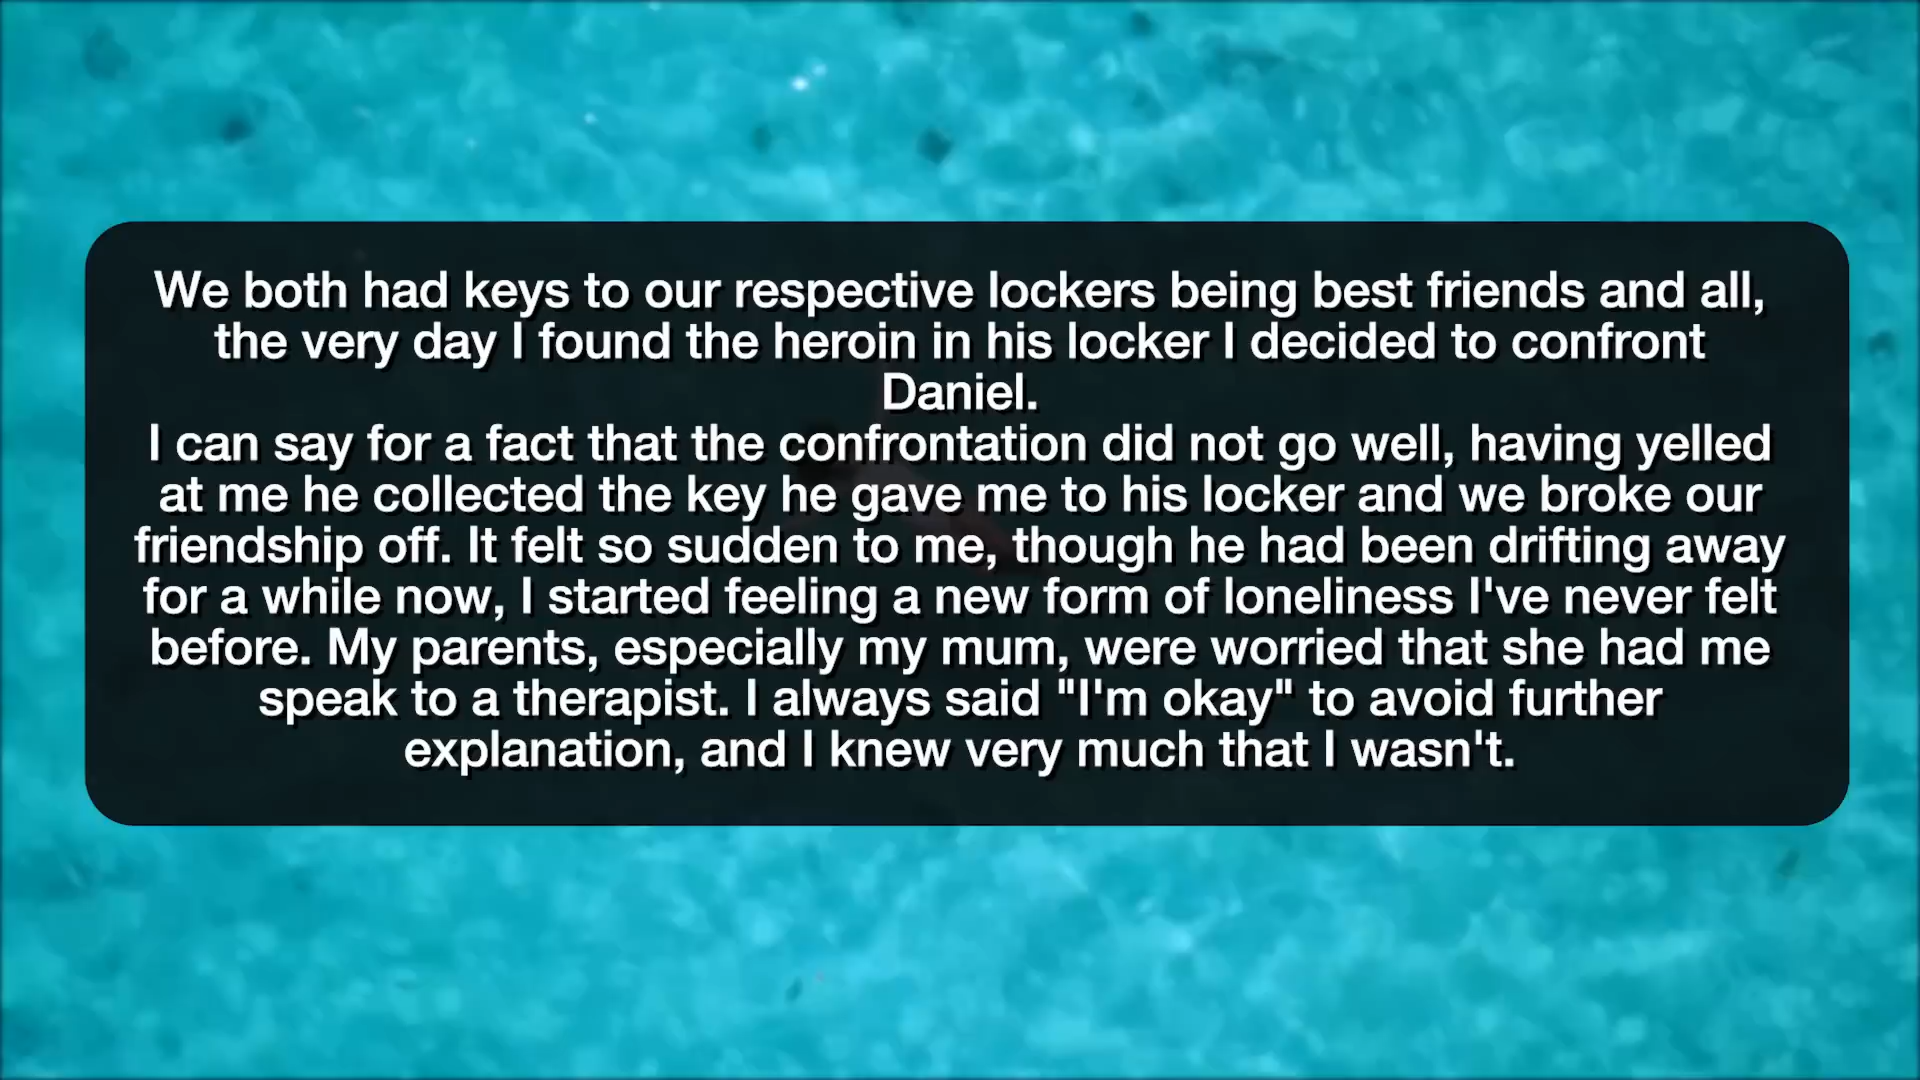 We both had keys to our respective lockers being best friends and all,
the very day I found the heroin in his locker I decided to confront
Daniel.
I can say for a fact that the confrontation did not go well, having yelled
at me he collected the key he gave me to his locker and we broke our
friendship off. It felt so sudden to me, though he had been drifting away
for a while now, I started feeling a new form of loneliness I've never felt
before. My parents, especially my mum, were worried that she had me
speak to a therapist. I always said "I'm okay" to avoid further
explanation, and I knew very much that I wasn't.